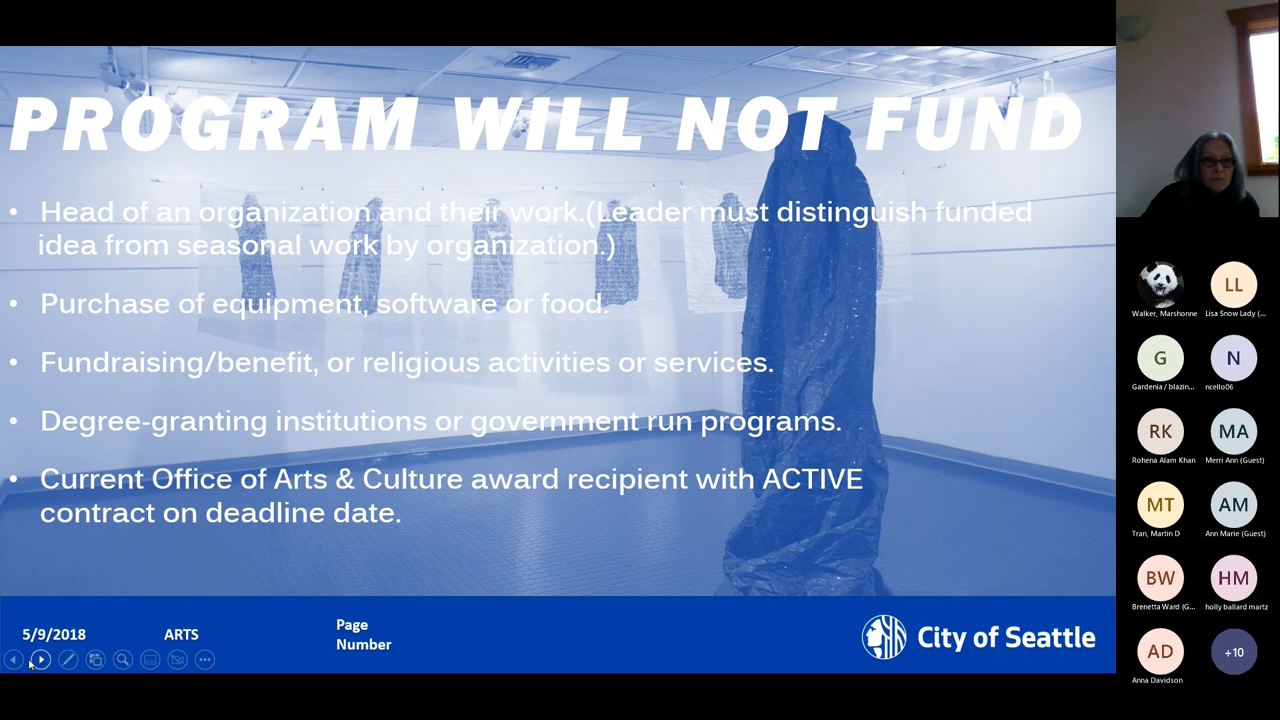 PROGRAM WILL NOT FUND
• Head of an organization and their work.(Leader must distinguish funded
idea from seasonal work by organization.)
• Purchase of equipment, software or food.
• Fundraising/benefit, or religious activities or services.
• Degree-granting institutions or government run programs.
• Current Office of Arts & Culture award recipient with ACTIVE
contract on deadline date.
5/9/2018
ARTS
Page
Number
City of Seattle
Walker, Marshonne
LL
Lisa Snow Lady (...
G
Gardenia / blazin...
N
ncello06
RK
Rohena Alam Khan
MA
Merri Ann (Guest)
MT
Tran, Martin D
AM
Ann Marie (Guest)
BW
Brenetta Ward (G...
HM
holly ballard martz
AD
Anna Davidson
+10